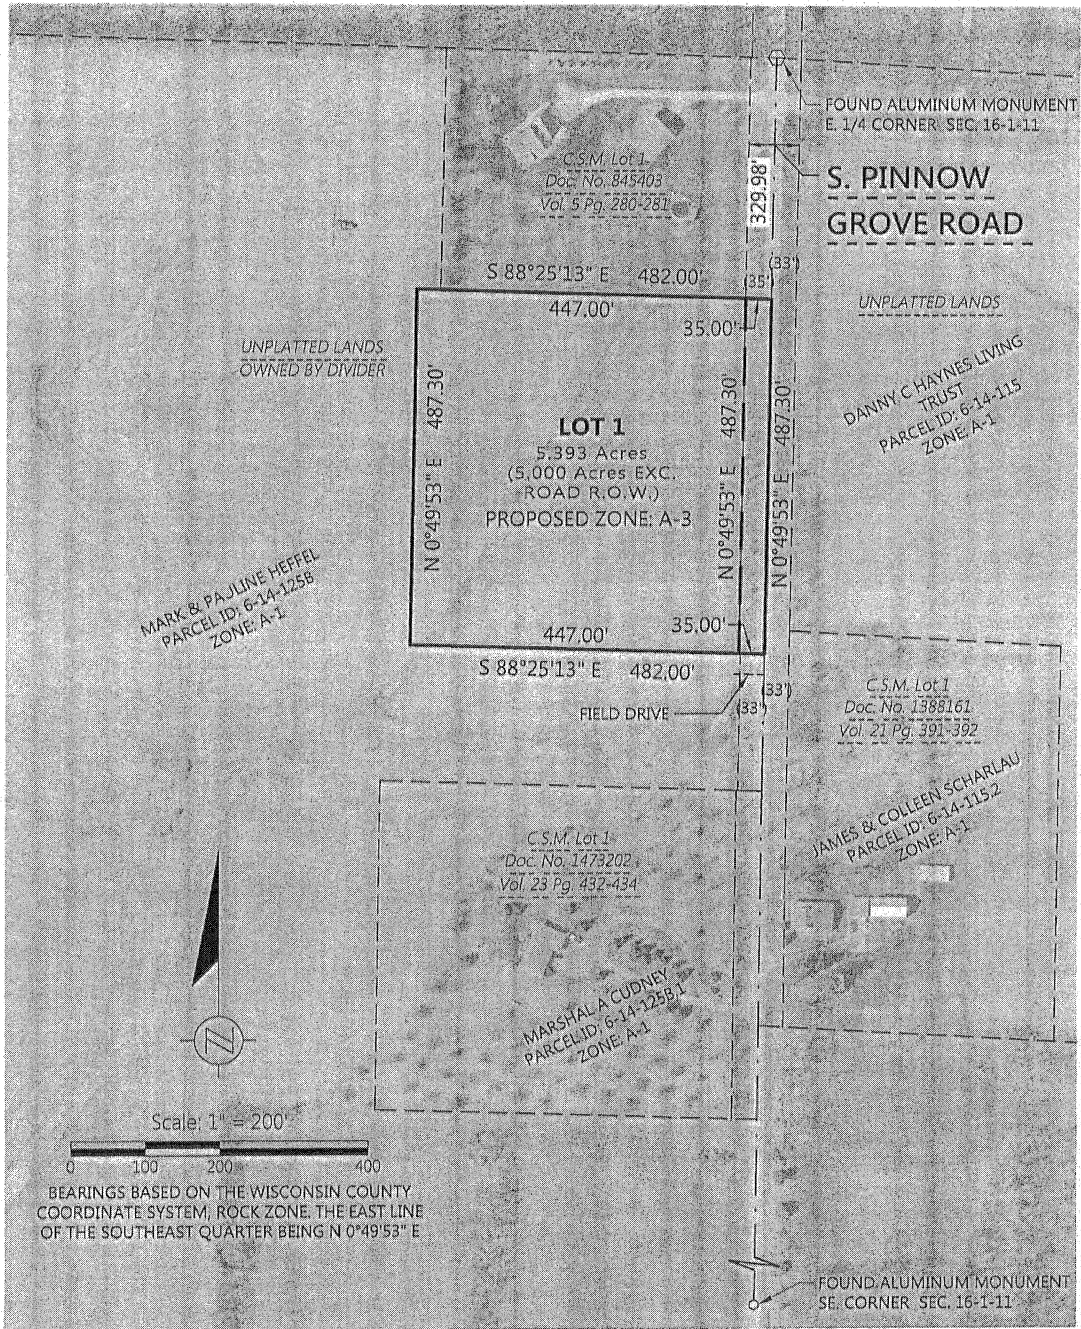 FOUND ALUMINUM MONUMENT
E. 1/4 CORNER SEC. 16-1-11
C.S.M. Lot 1
Doc. No. 845403
Vol. 5 Pg. 280-281
329.98'
S. PINNOW
GROVE ROAD
S 88°25'13" E 482.00'
(35')
(33')
447.00'
35.00'
UNPLATTED LANDS
UNPLATTED LANDS
OWNED BY DIVIDER
DANNY C HAYNES LIVING
TRUST
PARCEL ID: 6-14-115
ZONE: A-1
N 0°49'53" E 487.30'
LOT 1
5.393 Acres
(5.000 Acres EXC.
ROAD R.O.W.)
PROPOSED ZONE: A-3
N 0°49'53" E 487.30'
N 0°49'53" E 487.30'
MARK & PAULINE HEFFEL
PARCEL ID: 6-14-125B
ZONE: A-1
447.00'
35.00'
S 88°25'13" E 482.00'
FIELD DRIVE
(33')
(33')
C.S.M. Lot 1
Doc. No. 1388161
Vol. 21 Pg. 391-392
JAMES & COLLEEN SCHARLAU
PARCEL ID: 6-14-115.2
ZONE: A-1
C.S.M. Lot 1
Doc. No. 1473202
Vol. 23 Pg. 432-434
MARSHAL A CUDNEY
PARCEL ID: 6-14-125B.1
ZONE: A-1
N
Scale: 1" = 200'
0 100 200 400
BEARINGS BASED ON THE WISCONSIN COUNTY
COORDINATE SYSTEM, ROCK ZONE. THE EAST LINE
OF THE SOUTHEAST QUARTER BEING N 0°49'53" E
FOUND ALUMINUM MONUMENT
SE. CORNER SEC. 16-1-11